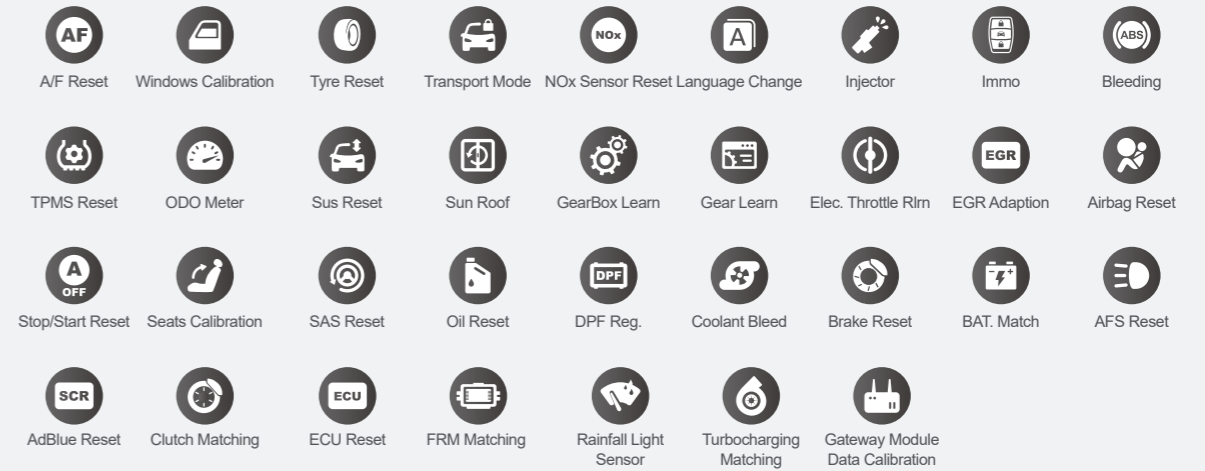 AF
NOx
A
ABS
A/F Reset
Windows Calibration
Tyre Reset
Transport Mode
NOx Sensor Reset
Language Change
Injector
Immo
Bleeding
EGR
TPMS Reset
ODO Meter
Sus Reset
Sun Roof
GearBox Learn
Gear Learn
Elec. Throttle Rlrn
EGR Adaption
Airbag Reset
A
OFF
DPF
Stop/Start Reset
Seats Calibration
SAS Reset
Oil Reset
DPF Reg.
Coolant Bleed
Brake Reset
BAT. Match
AFS Reset
SCR
ECU
AdBlue Reset
Clutch Matching
ECU Reset
FRM Matching
Rainfall Light
Sensor
Turbocharging
Matching
Gateway Module
Data Calibration